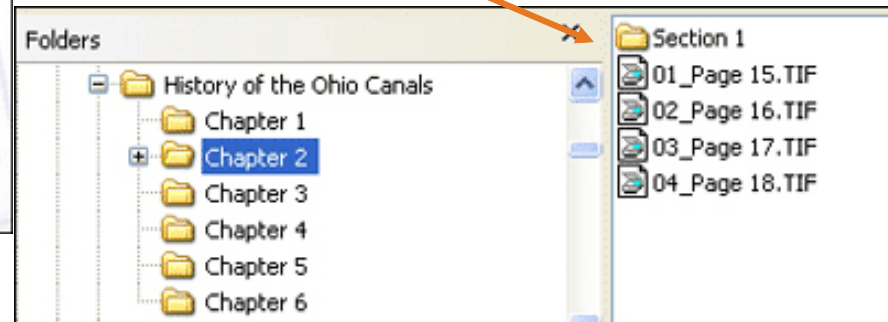 Folders
History of the Ohio Canals
Chapter 1
Chapter 2
Chapter 3
Chapter 4
Chapter 5
Chapter 6
Section 1
01_Page 15.TIF
02_Page 16.TIF
03_Page 17.TIF
04_Page 18.TIF